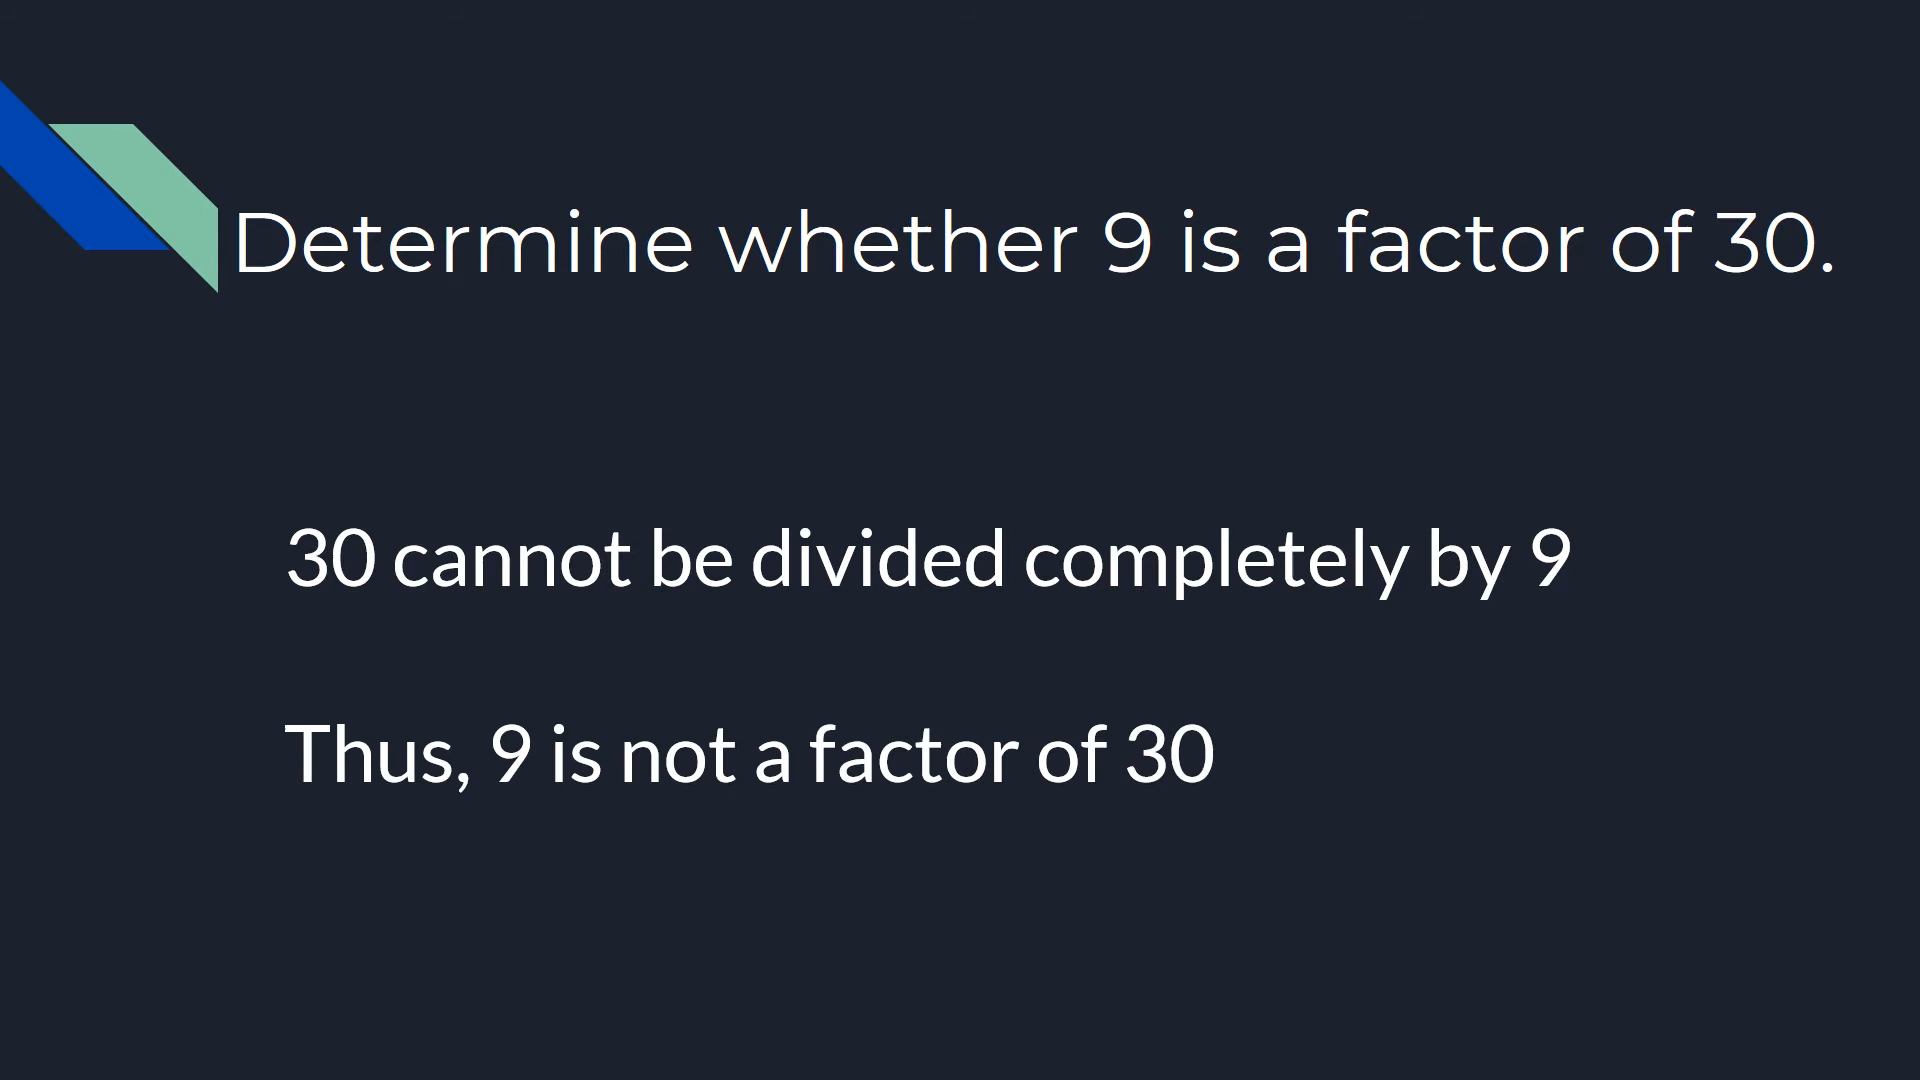 Determine whether 9 is a factor of 30.
30 cannot be divided completely by 9
Thus, 9 is not a factor of 30